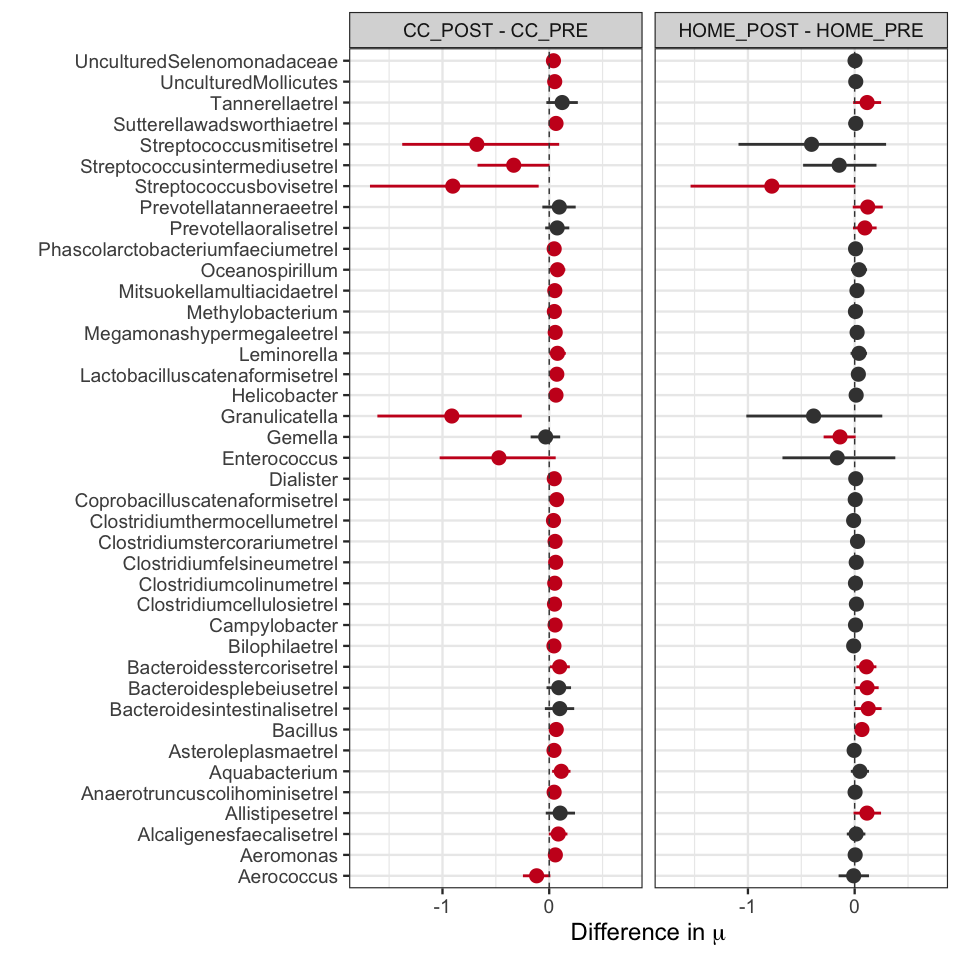 CC_POST - CC_PRE
HOME_POST - HOME_PRE
UnculturedSelenomonadaceae
UnculturedMollicutes
Tannerellaetrel
Sutterellawadsworthiaetrel
Streptococcusmitisetrel
Streptococcusintermediusetrel
Streptococcusbovisetrel
Prevotellatanneraeetrel
Prevotellaoralisetrel
Phascolarctobacteriumfaeciumetrel
Oceanospirillum
Mitsuokellamultiacidaetrel
Methylobacterium
Megamonashypermegaleetrel
Leminorella
Lactobacilluscatenaformisetrel
Helicobacter
Granulicatella
Gemella
Enterococcus
Dialister
Coprobacilluscatenaformisetrel
Clostridiumthermocellumetrel
Clostridiumstercorariumetrel
Clostridiumfelsineumetrel
Clostridiumcolinumetrel
Clostridiumcellulosietrel
Campylobacter
Bilophilaetrel
Bacteroidesstercorisetrel
Bacteroidesplebeiusetrel
Bacteroidesintestinalisetrel
Bacillus
Asteroleplasmaetrel
Aquabacterium
Anaerotruncuscolihominisetrel
Allistipesetrel
Alcaligenesfaecalisetrel
Aeromonas
Aerococcus
-1 0 -1 0
Difference in μ